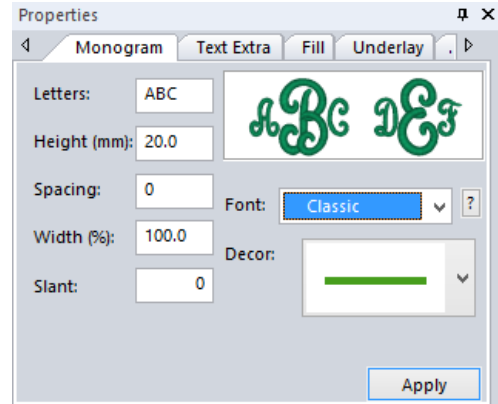 Properties
Monogram Text Extra Fill Underlay .
Letters: ABC
ABC DEF
Height (mm): 20.0
Spacing: 0
Font: Classic ?
Width (%): 100.0
Decor:
Slant: 0
Apply